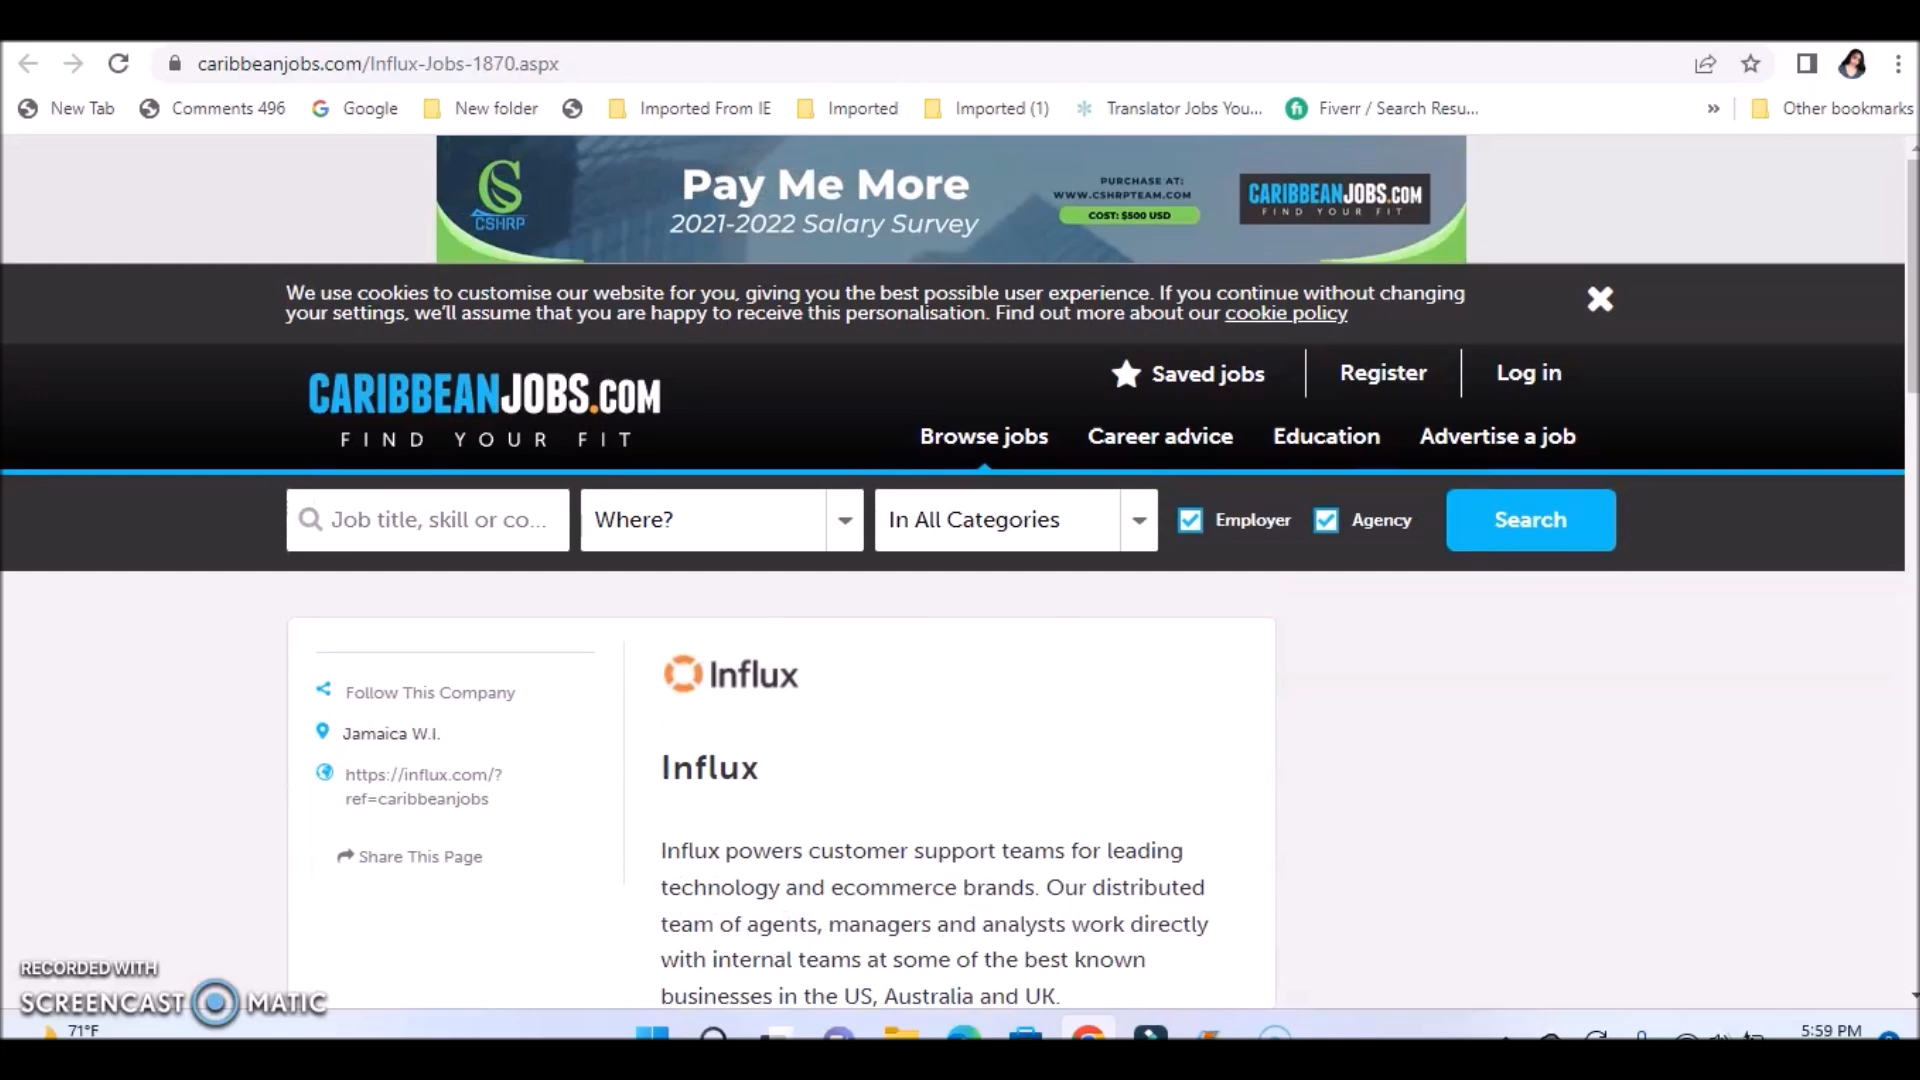 caribbeanjobs.com/Influx-Jobs-1870.aspx
New Tab Comments 496 Google New folder Imported From IE Imported Imported (1) Translator Jobs You... Fiverr / Search Resu... » Other bookmarks
CS
CSHRP
Pay Me More
2021-2022 Salary Survey
PURCHASE AT:
WWW.CSHRPTEAM.COM
COST: $500 USD
CARIBBEANJOBS.COM
FIND YOUR FIT
We use cookies to customise our website for you, giving you the best possible user experience. If you continue without changing
your settings, we'll assume that you are happy to receive this personalisation. Find out more about our cookie policy
CARIBBEANJOBS.COM
FIND YOUR FIT
Saved jobs Register Log in
Browse jobs Career advice Education Advertise a job
Job title, skill or co... Where? In All Categories Employer Agency Search
Follow This Company
Jamaica W.I.
https://influx.com/?
ref=caribbeanjobs
Share This Page
Influx
Influx
Influx powers customer support teams for leading
technology and ecommerce brands. Our distributed
team of agents, managers and analysts work directly
with internal teams at some of the best known
businesses in the US, Australia and UK.
RECORDED WITH
SCREENCAST MATIC
71°F
5:59 PM